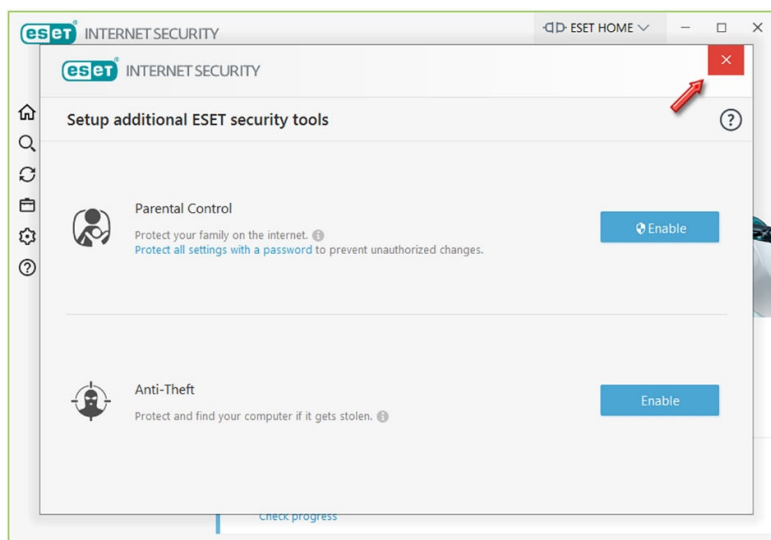 eset INTERNET SECURITY
ESET HOME
eset INTERNET SECURITY
Setup additional ESET security tools
Parental Control
Protect your family on the internet.
Protect all settings with a password to prevent unauthorized changes.
Enable
Anti-Theft
Protect and find your computer if it gets stolen.
Enable
Check progress